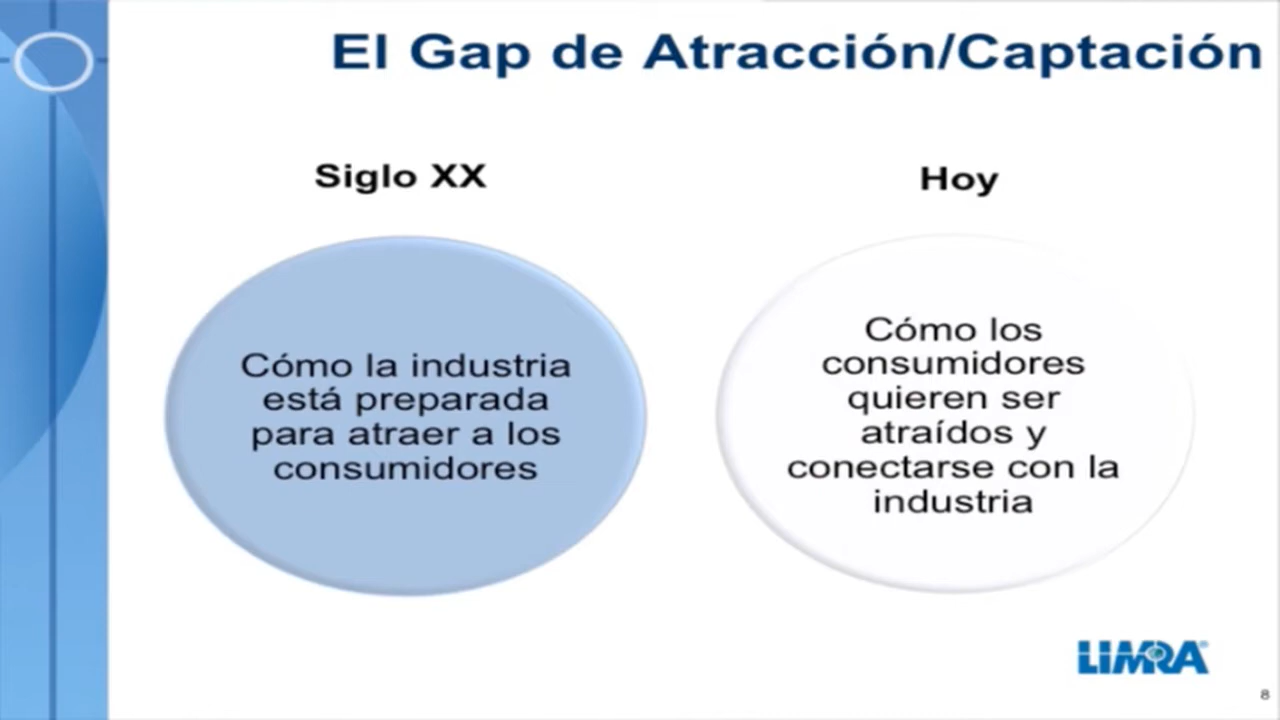 El Gap de Atracción/Captación
Siglo XX
Hoy
Cómo la industria
está preparada
para atraer a los
consumidores
Cómo los
consumidores
quieren ser
atraídos y
conectarse con la
industria
LIMRA®
8